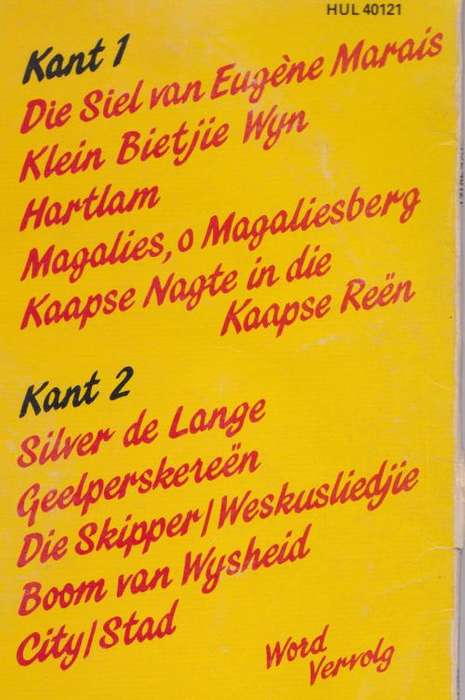 HUL 40121
Kant 1
Die Siel van Eugène Marais
Klein Bietjie Wyn
Hartlam
Magalies, o Magaliesberg
Kaapse Nagte in die
Kaapse Reën
Kant 2
Silver de Lange
Geelperskereën
Die Skipper/Weskusliedjie
Boom van Wysheid
City/Stad
Word
Vervolg